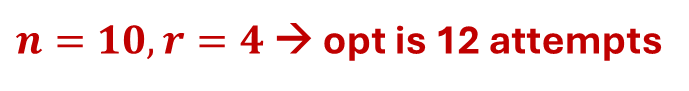 n = 10, r = 4 → opt is 12 attempts